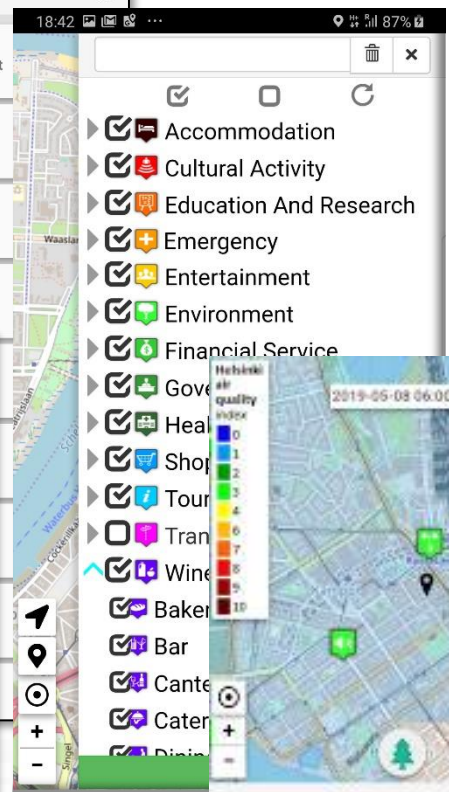 18:42
87%
Accommodation
Cultural Activity
Education And Research
Emergency
Entertainment
Environment
Financial Service
Gove
Heal
Shop
Tour
Tran
Wine
Baker
Bar
Cante
Cater
Dinin
Waaslan
Singel
+
-
Helsinki
air
quality
index
0
1
2
3
4
6
7
8
9
10
2019-05-08 06:00
+
-